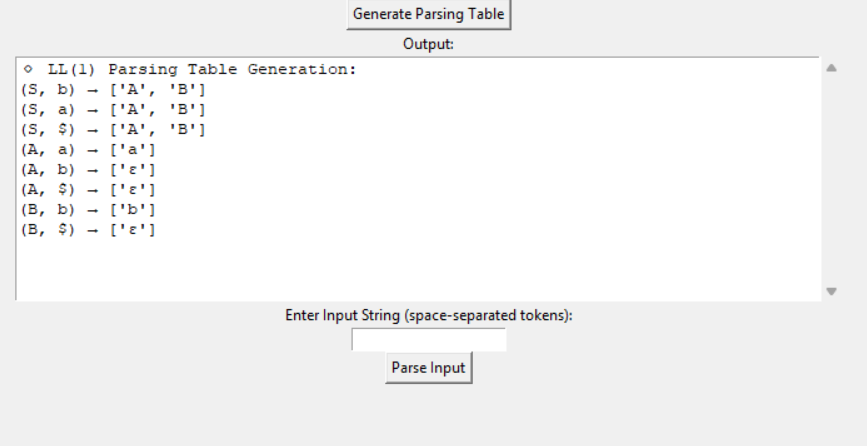 Generate Parsing Table
Output:
⋄ LL(1) Parsing Table Generation:
(S, b) → ['A', 'B']
(S, a) → ['A', 'B']
(S, $) → ['A', 'B']
(A, a) → ['a']
(A, b) → ['ε']
(A, $) → ['ε']
(B, b) → ['b']
(B, $) → ['ε']
Enter Input String (space-separated tokens):
Parse Input